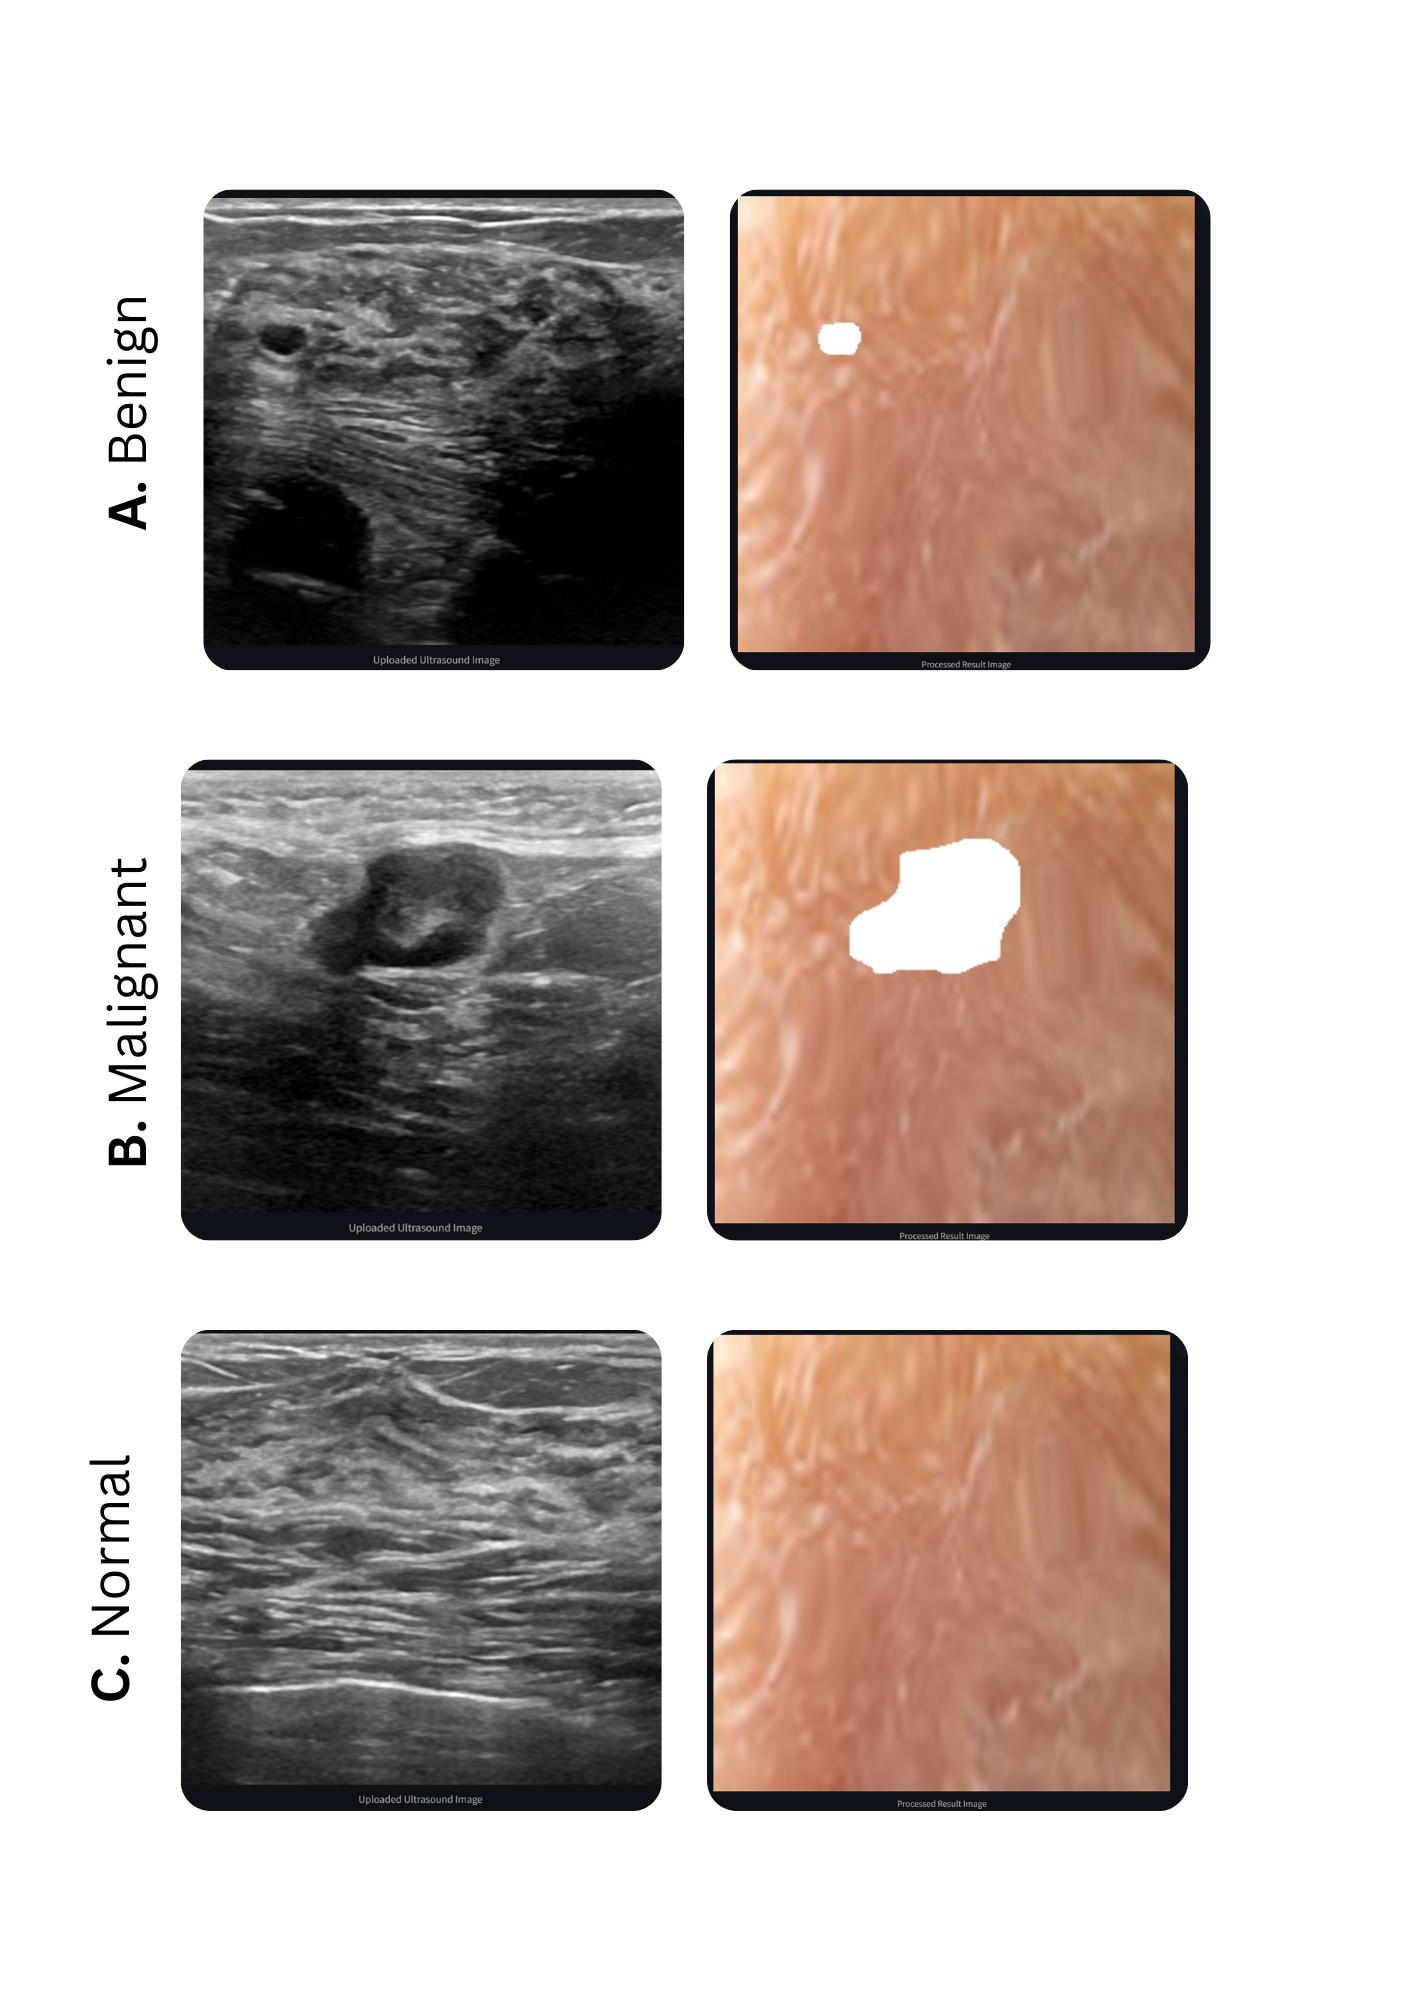 A. Benign
Uploaded Ultrasound Image
Processed Result Image
B. Malignant
Uploaded Ultrasound Image
Processed Result Image
C. Normal
Uploaded Ultrasound Image
Processed Result Image